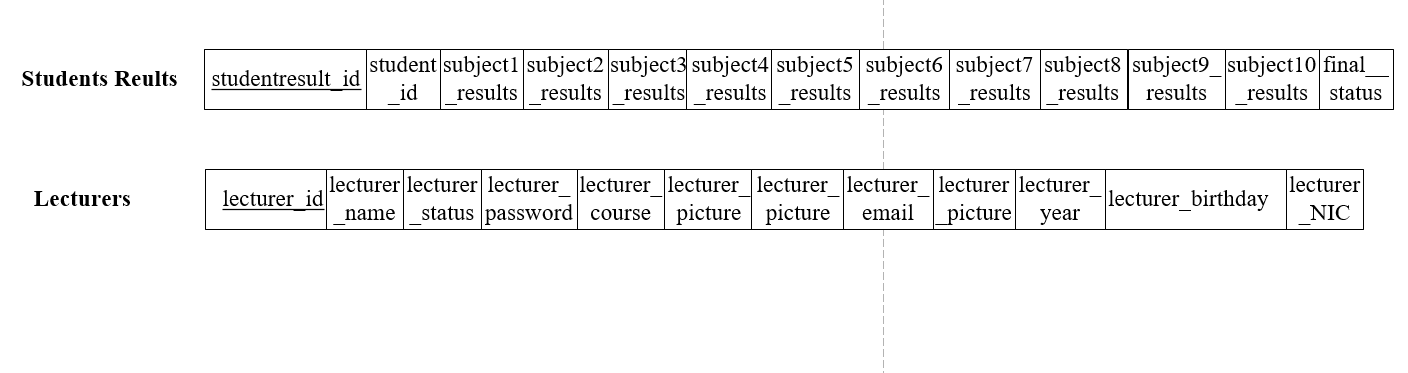 Students Reults
studentresult_id
student
_id
subject1
_results
subject2
_results
subject3
_results
subject4
_results
subject5
_results
subject6
_results
subject7
_results
subject8
_results
subject9_
results
subject10
_results
final__
status
Lecturers
lecturer_id
lecturer
_name
lecturer
_status
lecturer_
password
lecturer_
course
lecturer_
picture
lecturer_
picture
lecturer_
email
lecturer
_picture
lecturer_
year
lecturer_birthday
lecturer
_NIC